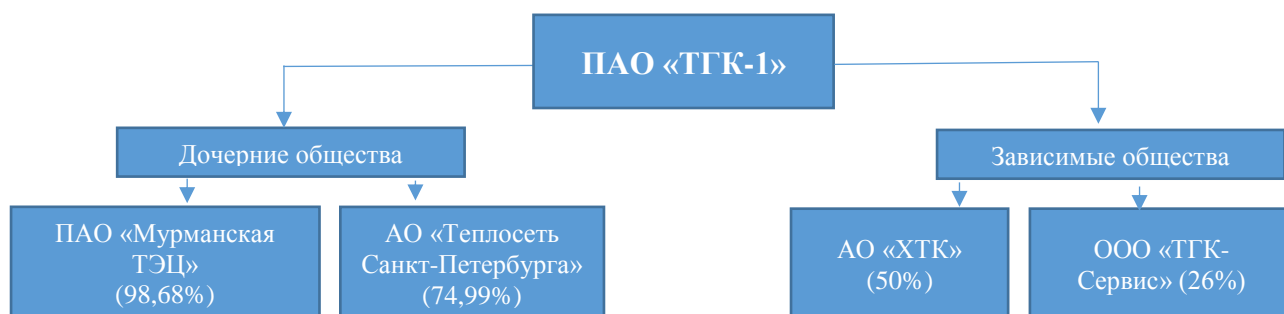 ПАО «ТГК-1»
Дочерние общества
Зависимые общества
ПАО «Мурманская
ТЭЦ»
(98,68%)
АО «Теплосеть
Санкт-Петербурга»
(74,99%)
АО «ХТК»
(50%)
ООО «ТГК-
Сервис» (26%)